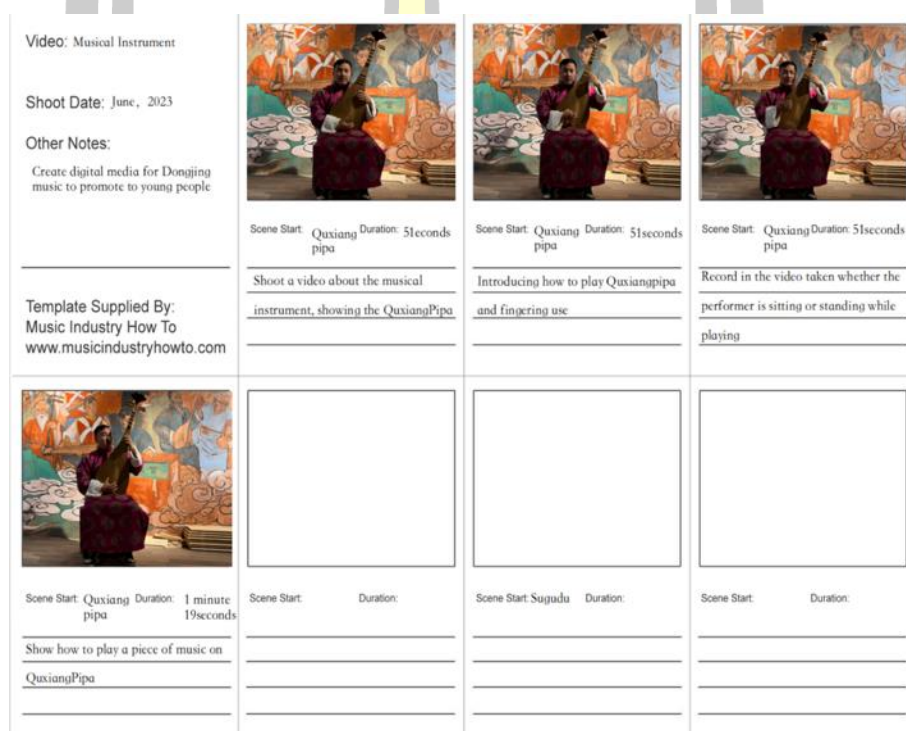 Video: Musical Instrument
Shoot Date: June, 2023
Other Notes:
Create digital media for Dongjing
music to promote to young people
Template Supplied By:
Music Industry How To
www.musicindustryhowto.com
Scene Start: Quxiang pipa Duration: 51econds
Shoot a video about the musical
instrument, showing the QuxiangPipa
Scene Start: Quxiang pipa Duration: 51seconds
Introducing how to play Quxiangpipa
and fingering use
Scene Start: Quxiang pipa Duration: 51seconds
Record in the video taken whether the
performer is sitting or standing while
playing
Scene Start: Quxiang pipa Duration: 1 minute 19seconds
Show how to play a piece of music on
QuxiangPipa
Scene Start: Duration:
Scene Start: Sugudu Duration:
Scene Start: Duration: